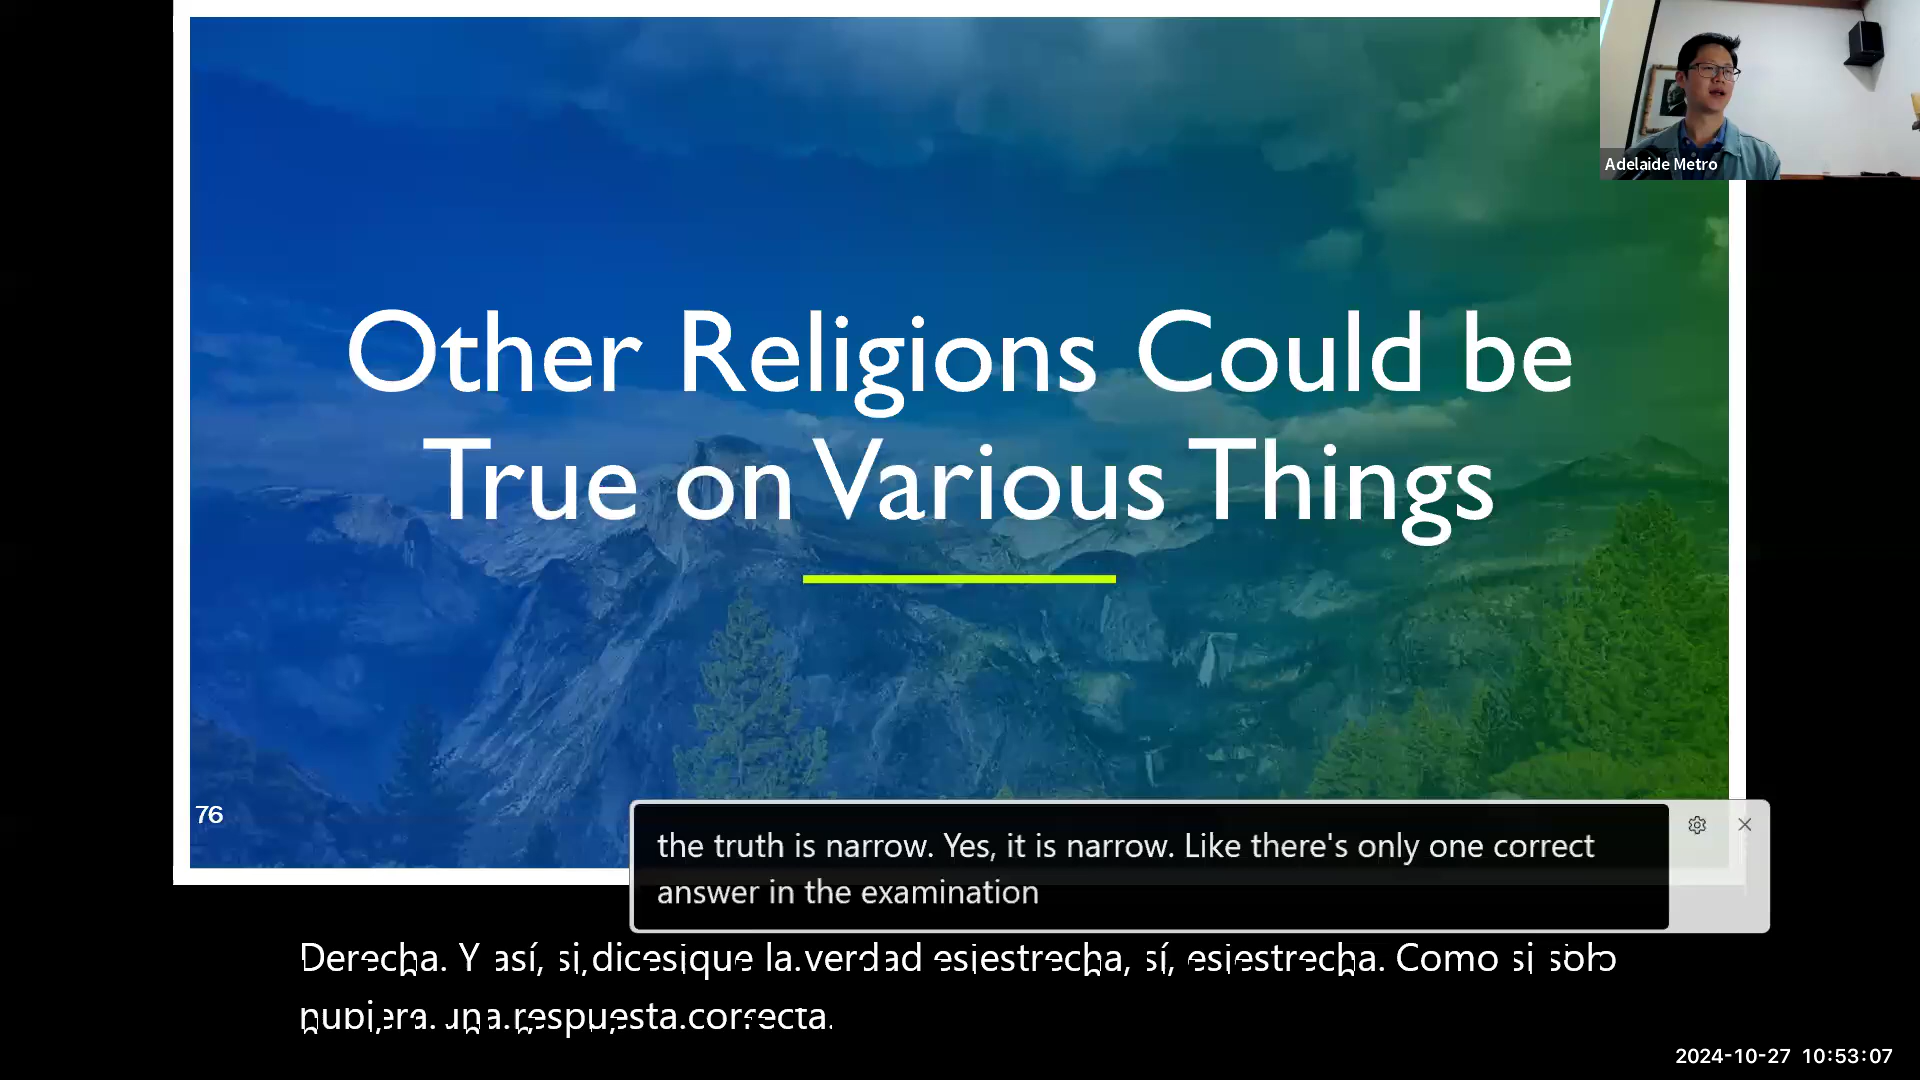 Adelaide Metro
Other Religions Could be
True on Various Things
76
the truth is narrow. Yes, it is narrow. Like there's only one correct
answer in the examination
Derecha. Y así, si dices que la verdad es estrecha, sí, es estrecha. Como si solo
hubiera una respuesta correcta.
2024-10-27 10:53:07